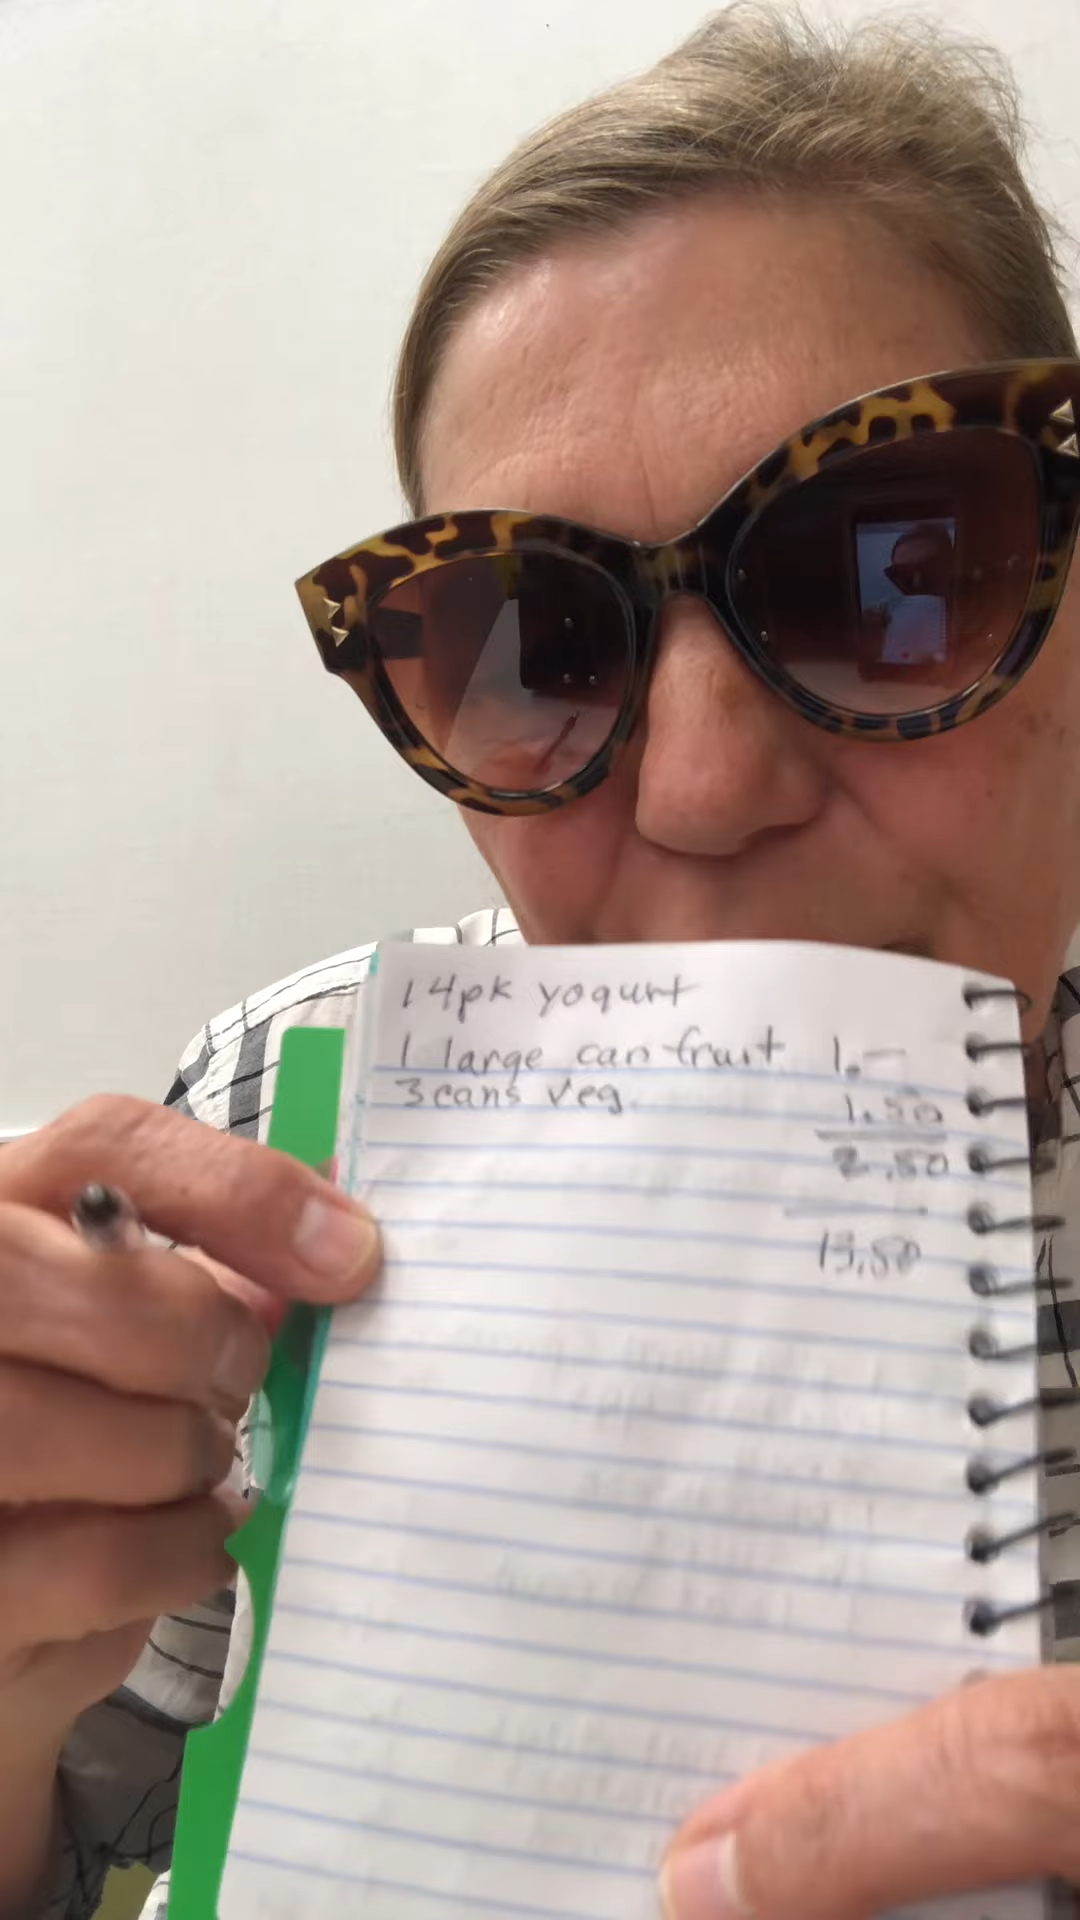 1 4pk yogurt
1 large can fruit 1.—
3 cans veg. 1.50
2.50
13.50